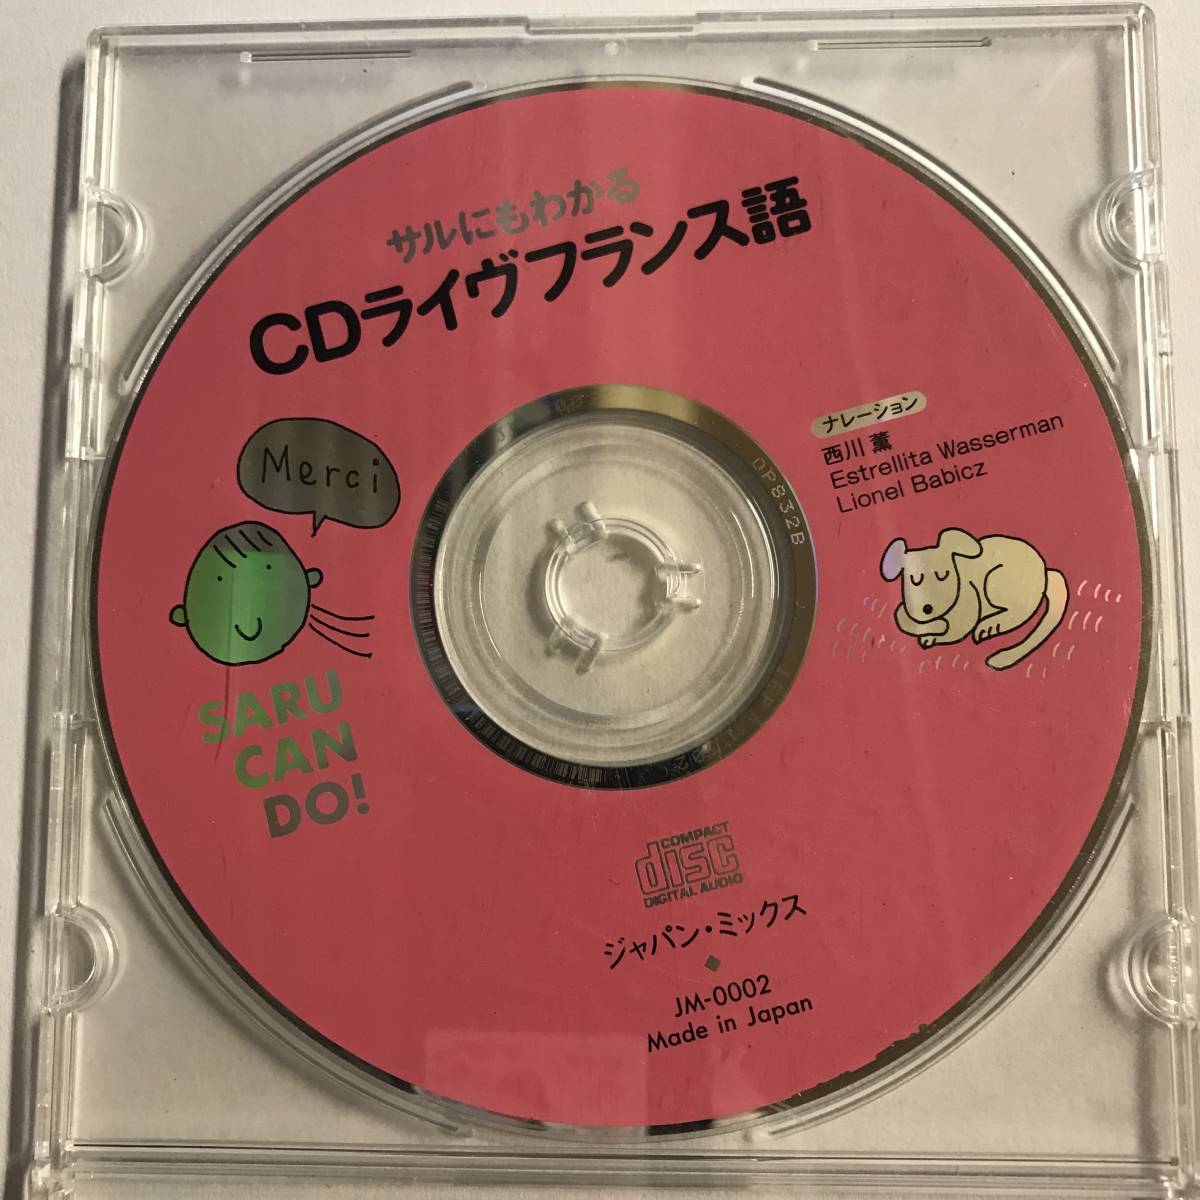 サルにもわかる
CDライヴフランス語
Merci
ナレーション
西川 薫
Estrellita Wasserman
Lionel Babicz
SARU
CAN
DO!
COMPACT
disc
DIGITAL AUDIO
ジャパン・ミックス
JM-0002
Made in Japan